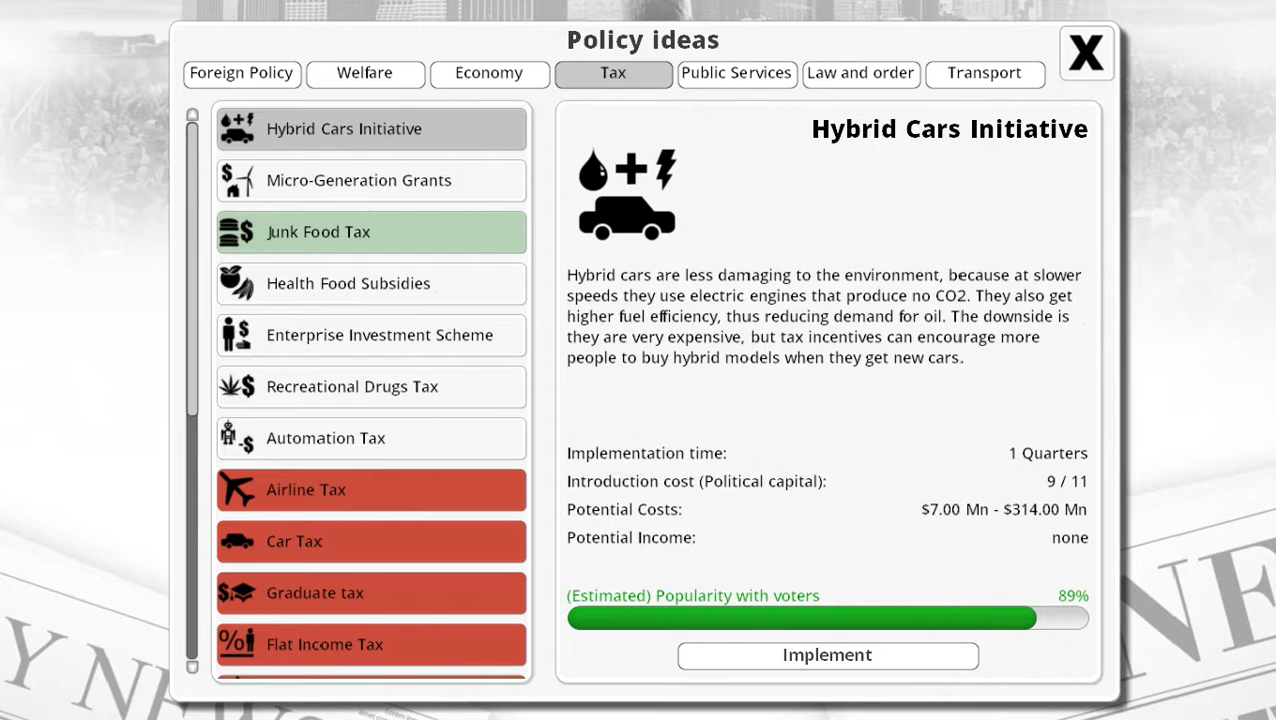 Policy ideas
X
Foreign Policy
Welfare
Economy
Tax
Public Services
Law and order
Transport
Hybrid Cars Initiative
Micro-Generation Grants
Junk Food Tax
Health Food Subsidies
Enterprise Investment Scheme
Recreational Drugs Tax
Automation Tax
Airline Tax
Car Tax
Graduate tax
Flat Income Tax
Hybrid Cars Initiative
Hybrid cars are less damaging to the environment, because at slower
speeds they use electric engines that produce no CO2. They also get
higher fuel efficiency, thus reducing demand for oil. The downside is
they are very expensive, but tax incentives can encourage more
people to buy hybrid models when they get new cars.
Implementation time: 1 Quarters
Introduction cost (Political capital): 9 / 11
Potential Costs: $7.00 Mn - $314.00 Mn
Potential Income: none
(Estimated) Popularity with voters 89%
Implement